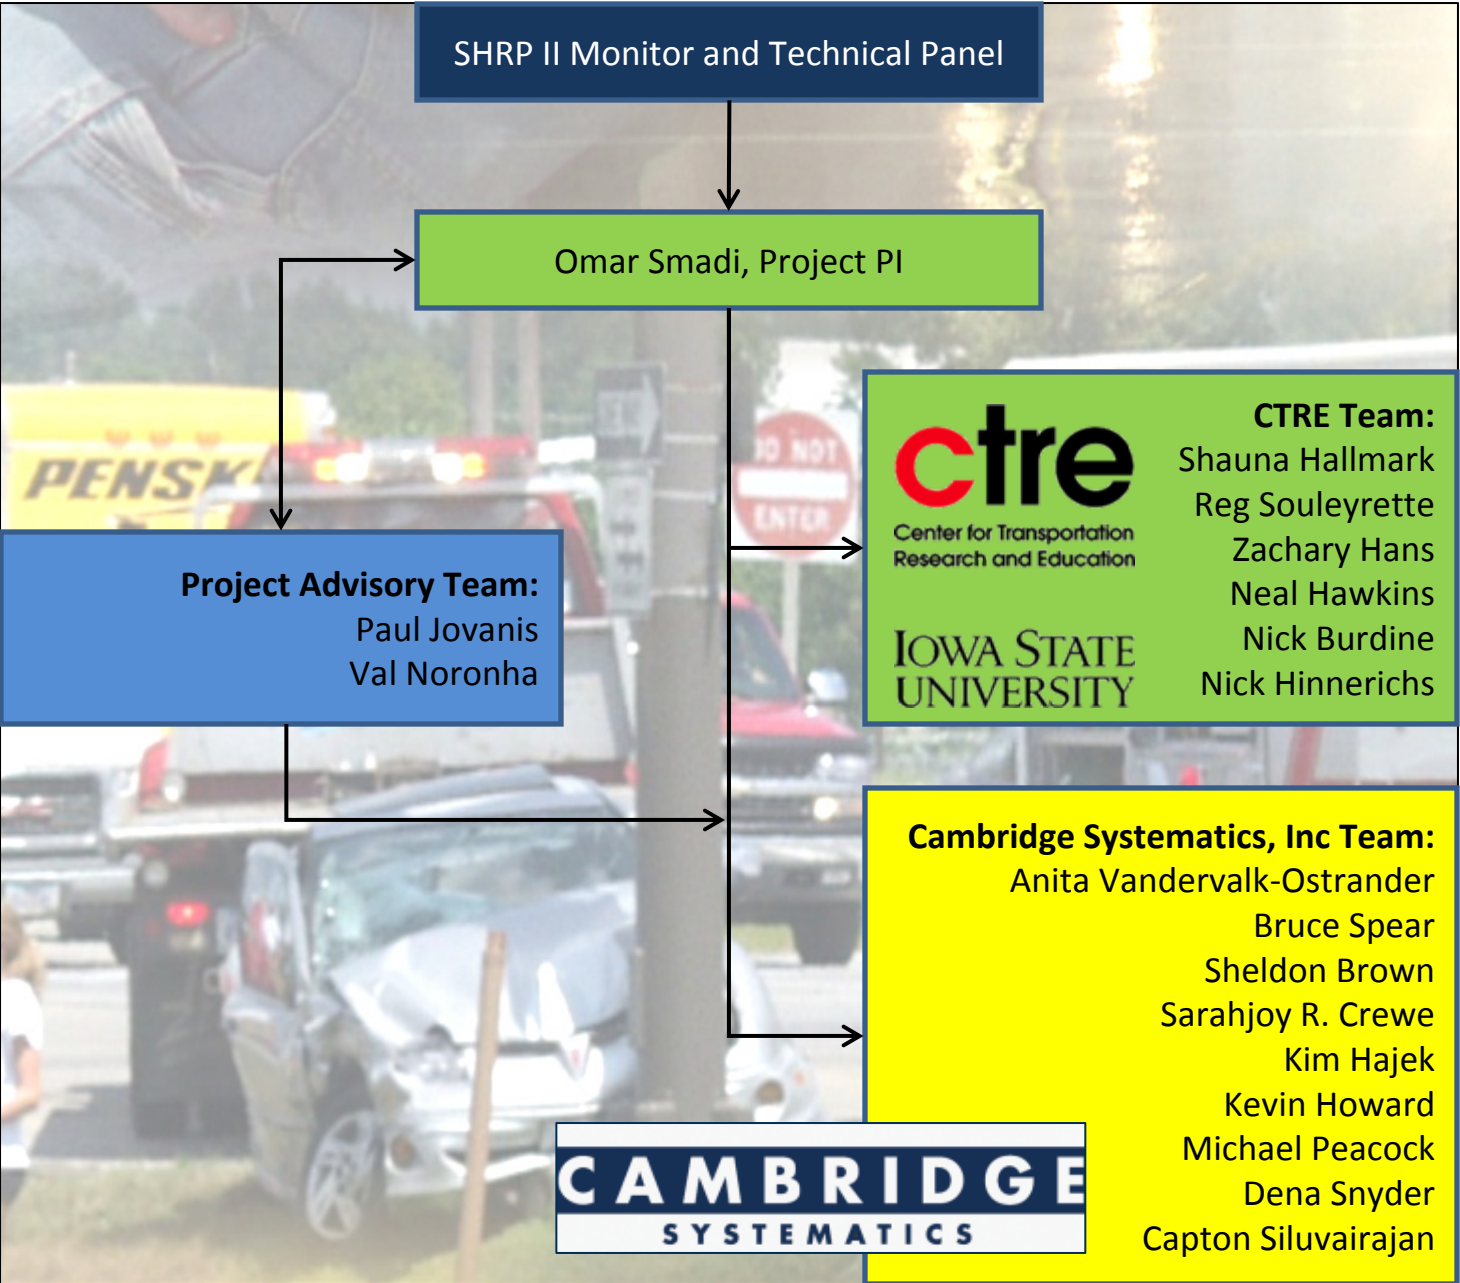 SHRP II Monitor and Technical Panel
Omar Smadi, Project PI
PENSK
DO NOT
ENTER
ctre
Center for Transportation
Research and Education
IOWA STATE
UNIVERSITY
CTRE Team:
Shauna Hallmark
Reg Souleyrette
Zachary Hans
Neal Hawkins
Nick Burdine
Nick Hinnerichs
Project Advisory Team:
Paul Jovanis
Val Noronha
Cambridge Systematics, Inc Team:
Anita Vandervalk-Ostrander
Bruce Spear
Sheldon Brown
Sarahjoy R. Crewe
Kim Hajek
Kevin Howard
Michael Peacock
Dena Snyder
Capton Siluvairajan
CAMBRIDGE
SYSTEMATICS